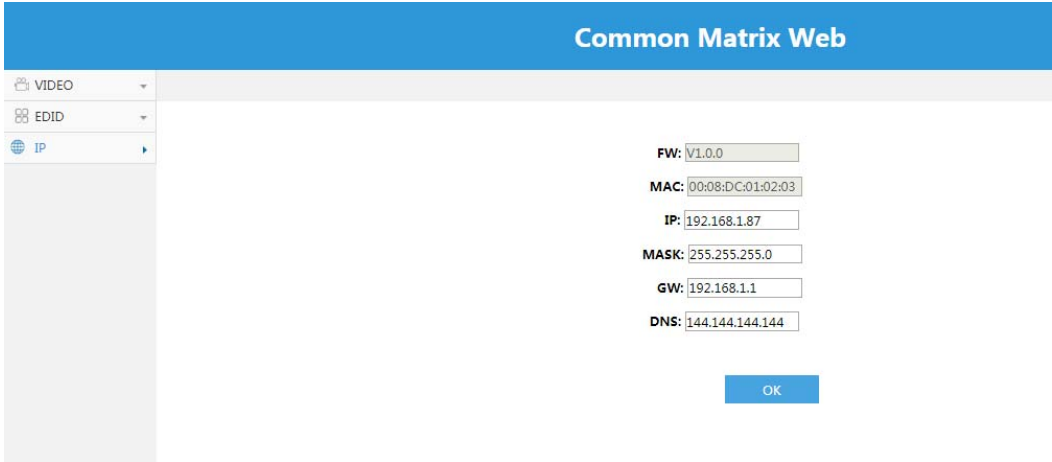 Common Matrix Web
VIDEO
EDID
IP
FW: V1.0.0
MAC: 00:08:DC:01:02:03
IP: 192.168.1.87
MASK: 255.255.255.0
GW: 192.168.1.1
DNS: 144.144.144.144
OK